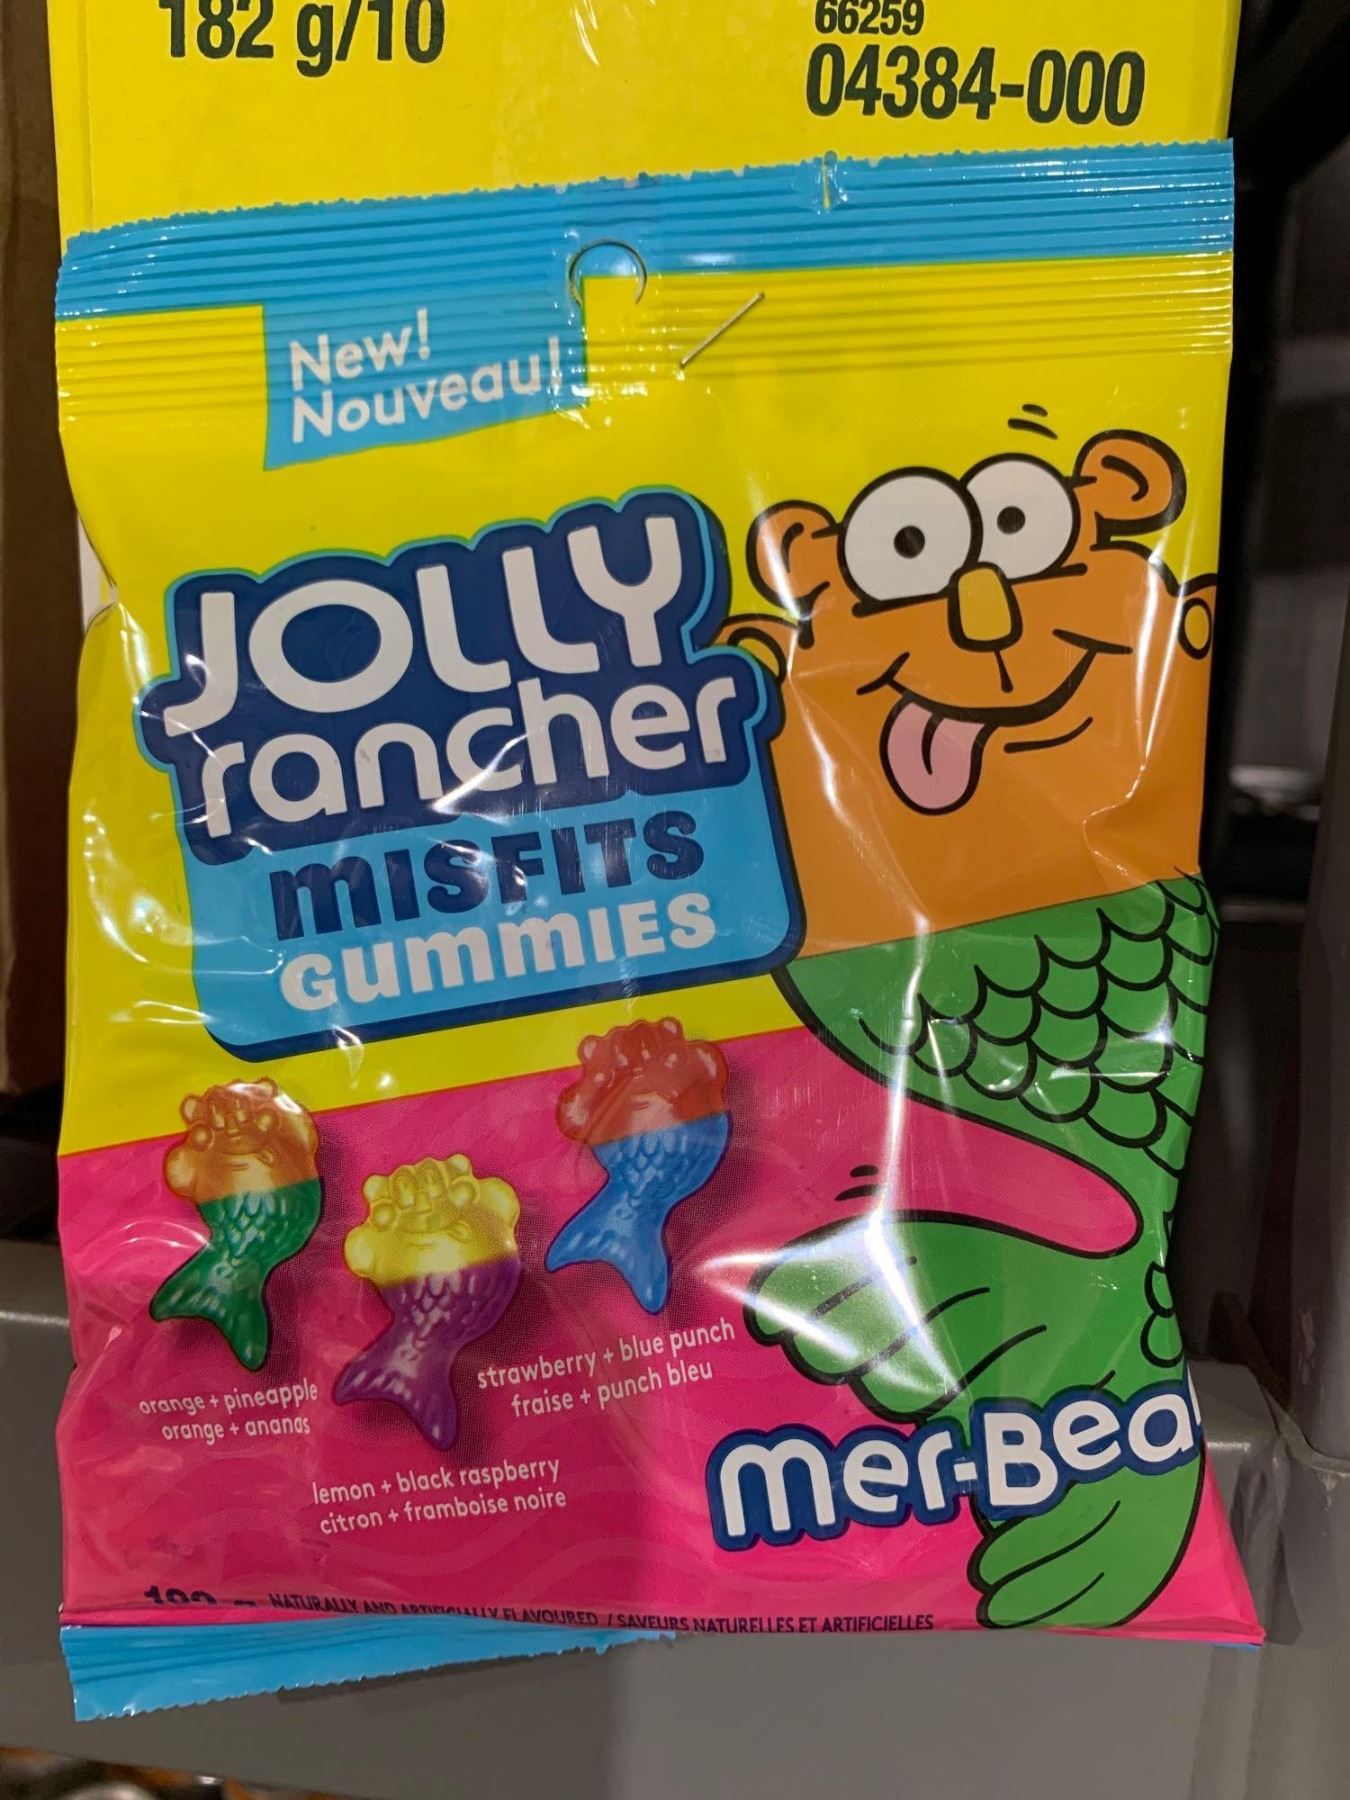 182 g/10
66259
04384-000
New!
Nouveau!
JOLLY
rancher
MISFITS
GUMMIES
orange + pineapple
orange + ananas
strawberry + blue punch
fraise + punch bleu
lemon + black raspberry
citron + framboise noire
mer-Bea
NATURALLY AND ARTIFICIALLY FLAVOURED / SAVEURS NATURELLES ET ARTIFICIELLES